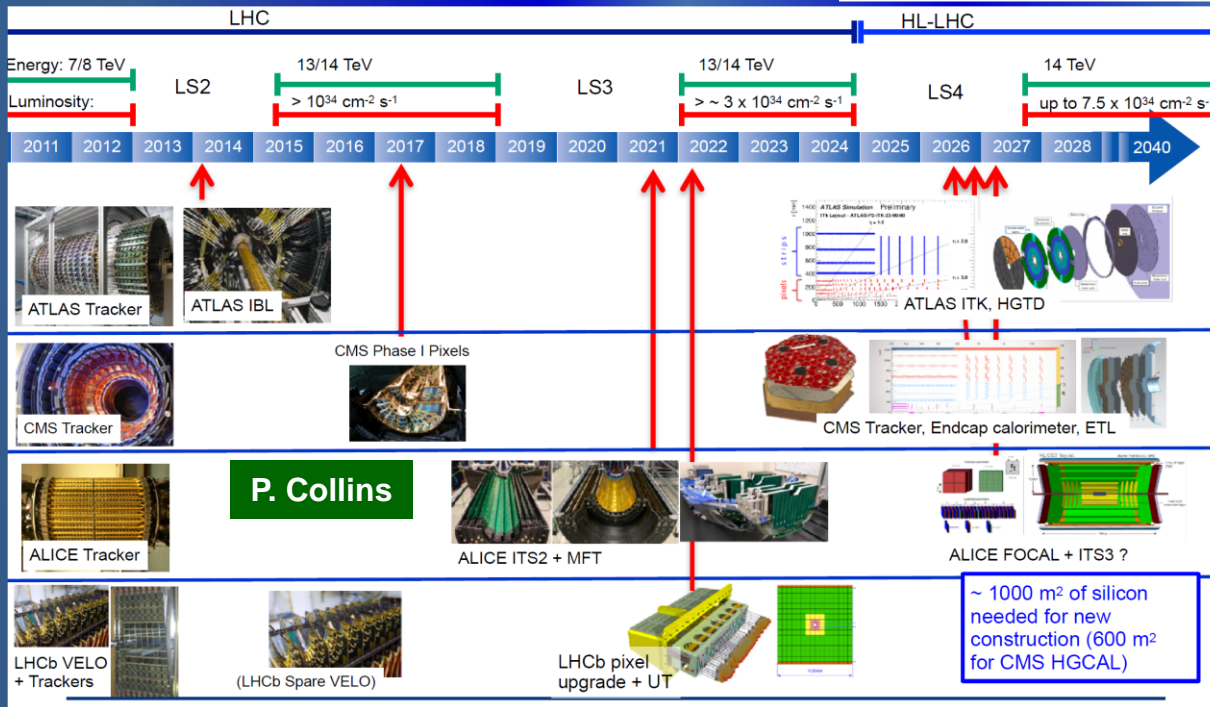 LHC
HL-LHC
Energy: 7/8 TeV
LS2
13/14 TeV
LS3
13/14 TeV
LS4
14 TeV
Luminosity:
> 10³⁴ cm-² s-¹
> ~ 3 x 10³⁴ cm-² s-¹
up to 7.5 x 10³⁴ cm-² s-
2011 2012 2013 2014 2015 2016 2017 2018 2019 2020 2021 2022 2023 2024 2025 2026 2027 2028 2040
ATLAS Simulation Preliminary
strips
pixels
ATLAS Tracker
ATLAS IBL
ATLAS ITK, HGTD
CMS Phase I Pixels
CMS Tracker
CMS Tracker, Endcap calorimeter, ETL
P. Collins
ALICE Tracker
ALICE ITS2 + MFT
ALICE FOCAL + ITS3 ?
~ 1000 m² of silicon
needed for new
construction (600 m²
for CMS HGCAL)
LHCb VELO
+ Trackers
(LHCb Spare VELO)
LHCb pixel
upgrade + UT